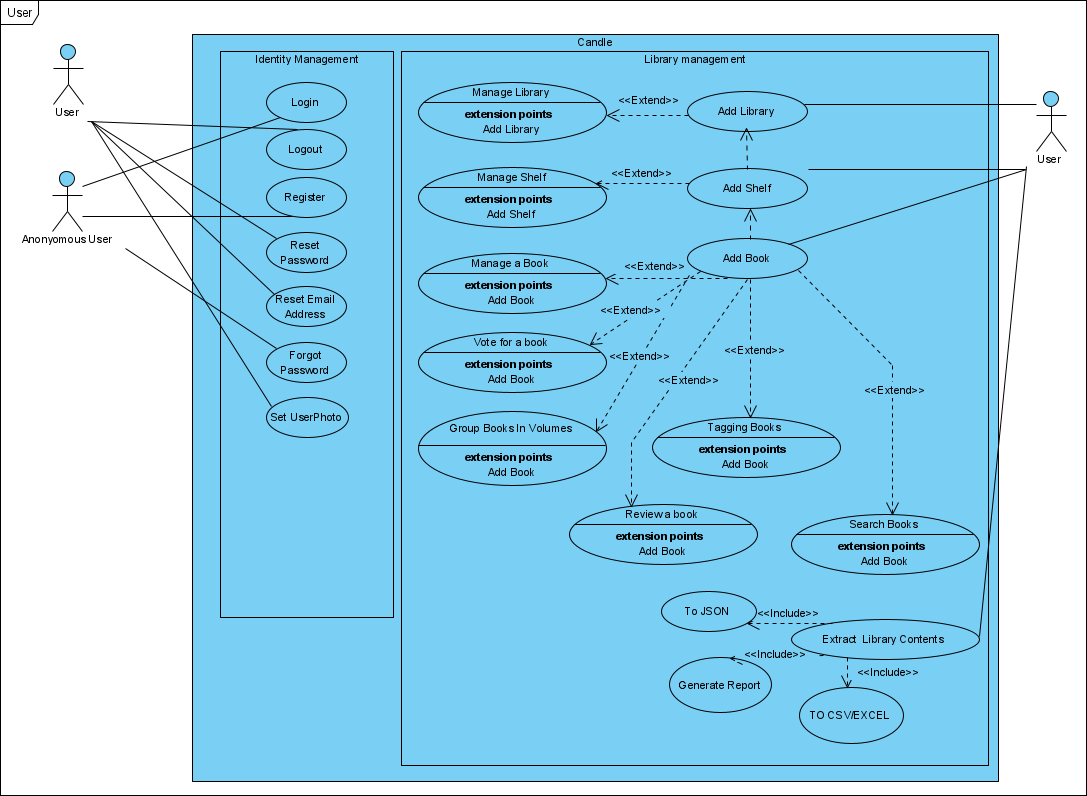 User
Candle
Identity Management
Library management
User
Anonyomous User
User
Login
Logout
Register
Reset
Password
Reset Email
Address
Forgot
Password
Set UserPhoto
Manage Library
extension points
Add Library
<<Extend>>
Add Library
Manage Shelf
extension points
Add Shelf
<<Extend>>
Add Shelf
Manage a Book
extension points
Add Book
<<Extend>>
Add Book
Vote for a book
extension points
Add Book
<<Extend>>
Group Books In Volumes
extension points
Add Book
<<Extend>>
<<Extend>>
<<Extend>>
<<Extend>>
Tagging Books
extension points
Add Book
Review a book
extension points
Add Book
Search Books
extension points
Add Book
To JSON
<<Include>>
Extract Library Contents
<<Include>>
Generate Report
<<Include>>
TO CSV/EXCEL